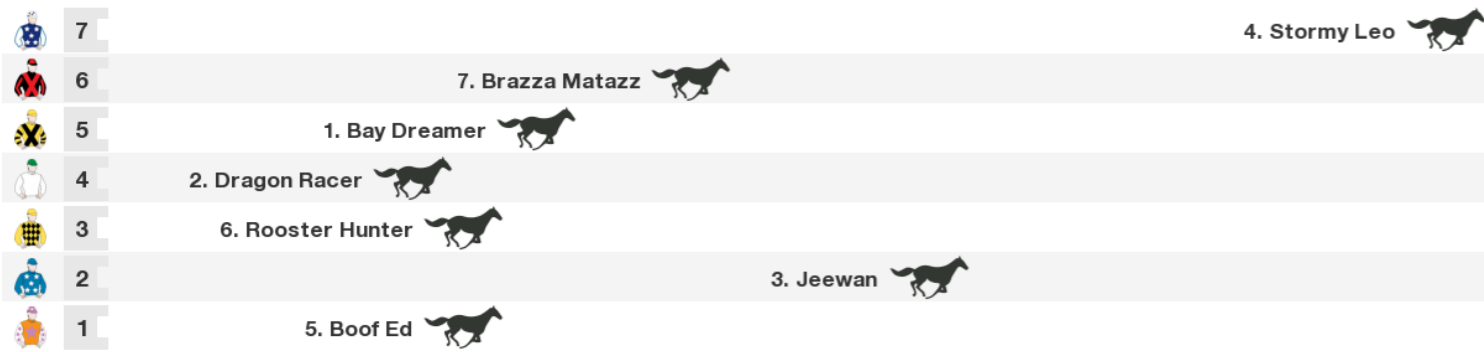 7 4. Stormy Leo
6 7. Brazza Matazz
5 1. Bay Dreamer
4 2. Dragon Racer
3 6. Rooster Hunter
2 3. Jeewan
1 5. Boof Ed